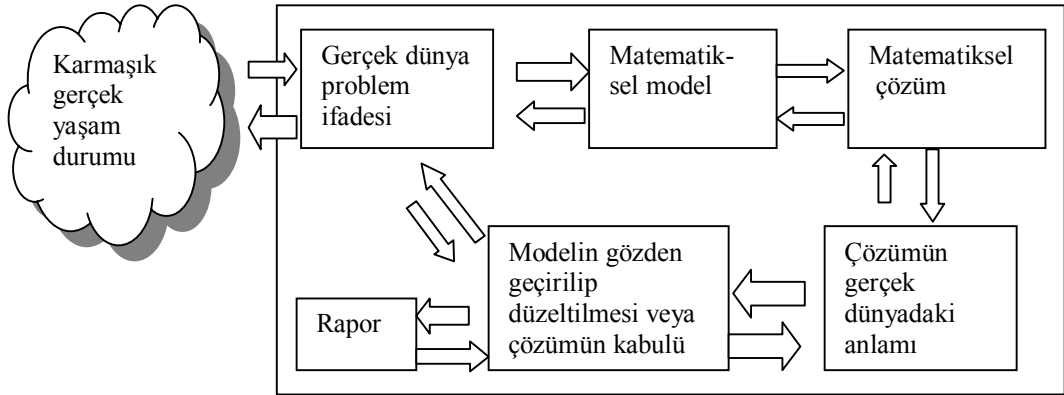 Karmaşık
gerçek
yaşam
durumu
Gerçek dünya
problem
ifadesi
Matematik-
sel model
Matematiksel
çözüm
Çözümün
gerçek
dünyadaki
anlamı
Modelin gözden
geçirilip
düzeltilmesi veya
çözümün kabulü
Rapor